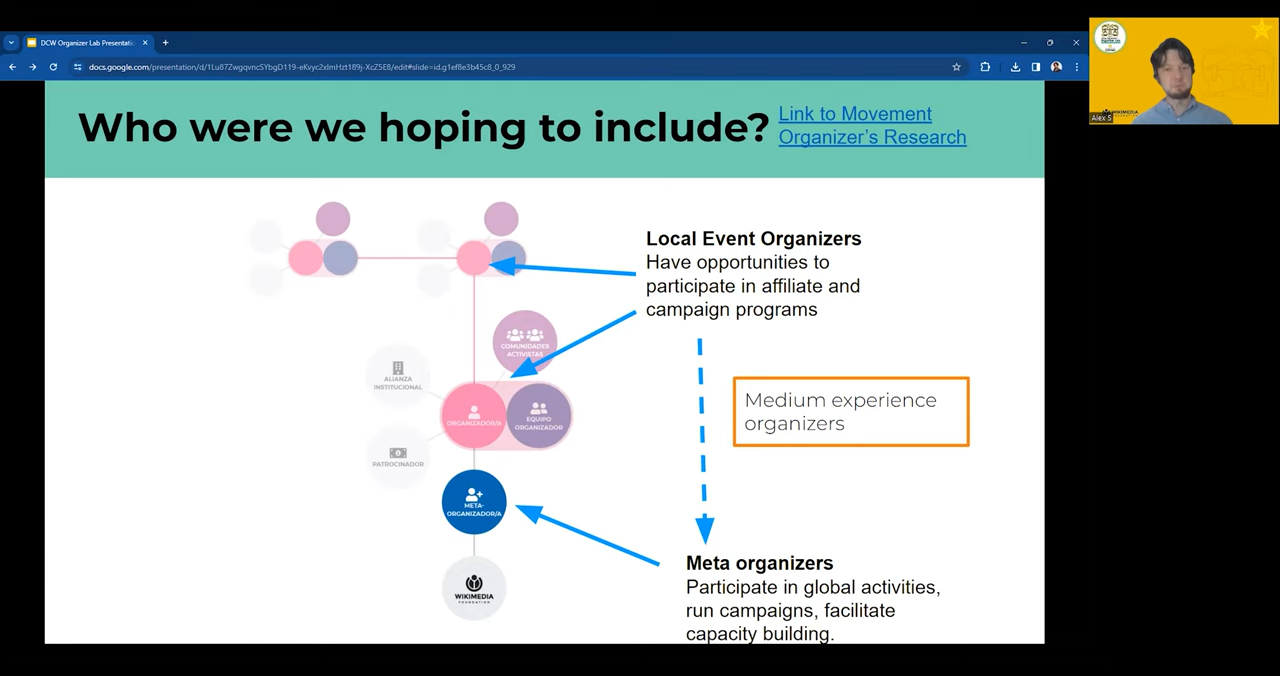 DCW Organizer Lab Presentatio
docs.google.com/presentation/d/1Lu87ZwgqvncSYbgD119-eKvyc2xlmHzt189j-XcZ5E8/edit#slide=id.g1ef8e3b45c8_0_929
Who were we hoping to include?
Link to Movement
Organizer's Research
Local Event Organizers
Have opportunities to
participate in affiliate and
campaign programs
COMUNIDADES
ACTIVISTAS
ALIANZA
INSTITUCIONAL
ORGANIZADOR/A
EQUIPO
ORGANIZADOR
PATROCINADOR
Medium experience
organizers
META-
ORGANIZADOR/A
WIKIMEDIA
FOUNDATION
Meta organizers
Participate in global activities,
run campaigns, facilitate
capacity building.
Alex S